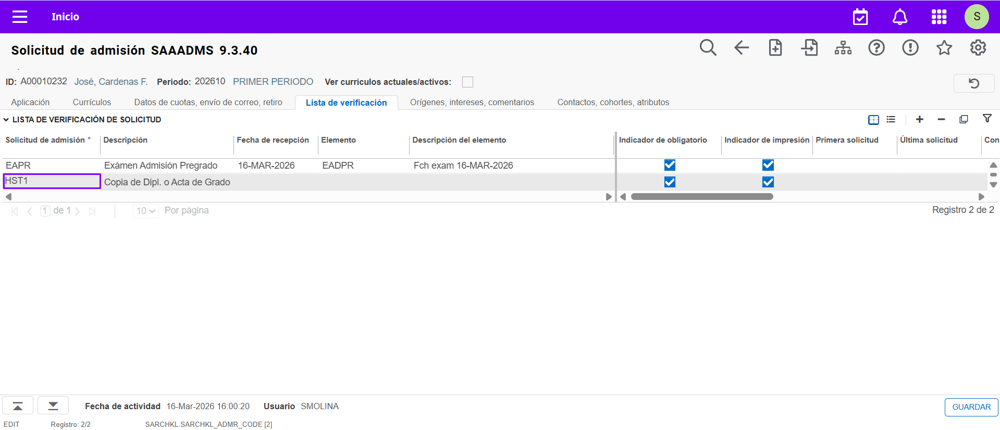 Inicio
S
Solicitud de admisión SAAADMS 9.3.40
ID: A00010232 José, Cardenas F. Periodo: 202610 PRIMER PERIODO Ver currículos actuales/activos:
Aplicación Currículos Datos de cuotas, envío de correo, retiro Lista de verificación Orígenes, intereses, comentarios Contactos, cohortes, atributos
LISTA DE VERIFICACIÓN DE SOLICITUD
Solicitud de admisión * Descripción Fecha de recepción Elemento Descripción del elemento Indicador de obligatorio Indicador de impresión Primera solicitud Última solicitud Con
EAPR Exámen Admisión Pregrado 16-MAR-2026 EADPR Fch exam 16-MAR-2026
HST1 Copia de Dipl. o Acta de Grado
1 de 1 10 Por página Registro 2 de 2
Fecha de actividad 16-Mar-2026 16:00:20 Usuario SMOLINA GUARDAR
EDIT Registro: 2/2 SARCHKL.SARCHKL_ADMR_CODE [2]